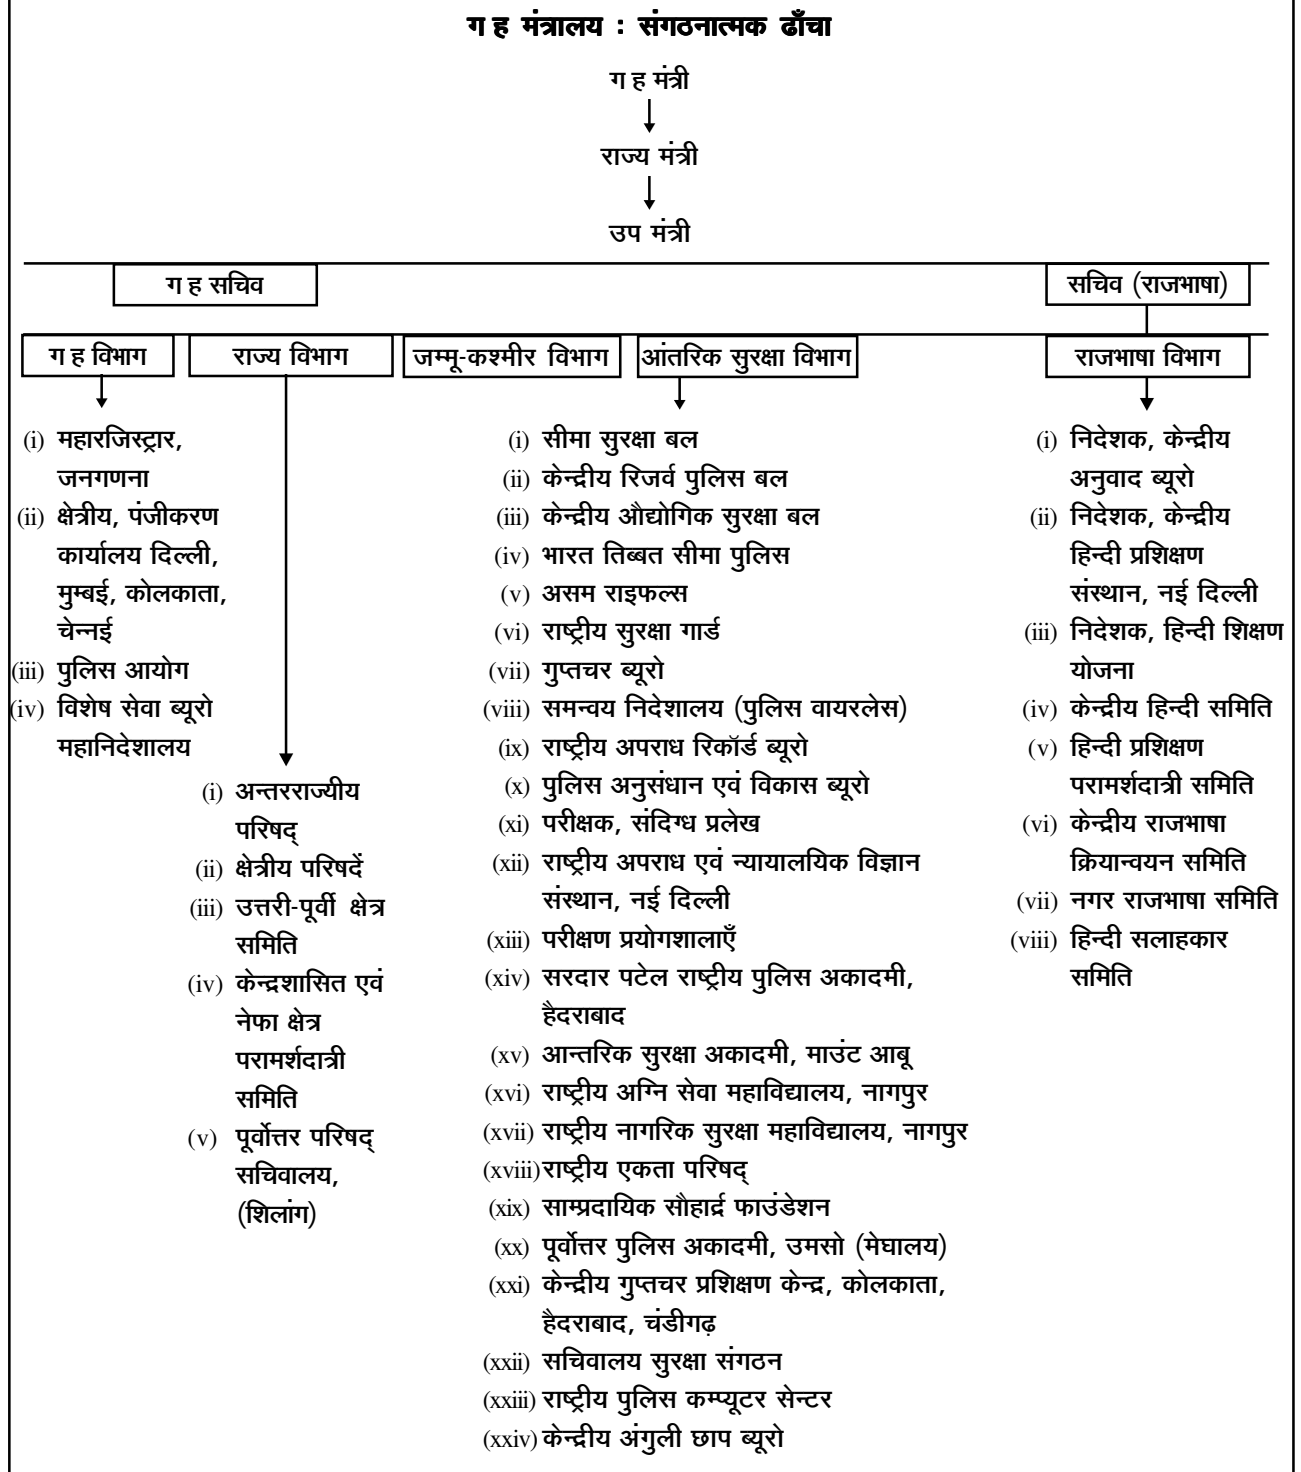 ग ह मंत्रालय : संगठनात्मक ढाँचा
ग ह मंत्री
राज्य मंत्री
उप मंत्री
ग ह सचिव
सचिव (राजभाषा)
ग ह विभाग
राज्य विभाग
जम्मू-कश्मीर विभाग
आंतरिक सुरक्षा विभाग
राजभाषा विभाग
(i) महारजिस्ट्रार,
जनगणना
(ii) क्षेत्रीय, पंजीकरण
कार्यालय दिल्ली,
मुम्बई, कोलकाता,
चेन्नई
(iii) पुलिस आयोग
(iv) विशेष सेवा ब्यूरो
महानिदेशालय
(i) अन्तरराज्यीय
परिषद्
(ii) क्षेत्रीय परिषदें
(iii) उत्तरी-पूर्वी क्षेत्र
समिति
(iv) केन्द्रशासित एवं
नेफा क्षेत्र
परामर्शदात्री
समिति
(v) पूर्वोत्तर परिषद्
सचिवालय,
(शिलांग)
(i) सीमा सुरक्षा बल
(ii) केन्द्रीय रिजर्व पुलिस बल
(iii) केन्द्रीय औद्योगिक सुरक्षा बल
(iv) भारत तिब्बत सीमा पुलिस
(v) असम राइफल्स
(vi) राष्ट्रीय सुरक्षा गार्ड
(vii) गुप्तचर ब्यूरो
(viii) समन्वय निदेशालय (पुलिस वायरलेस)
(ix) राष्ट्रीय अपराध रिकॉर्ड ब्यूरो
(x) पुलिस अनुसंधान एवं विकास ब्यूरो
(xi) परीक्षक, संदिग्ध प्रलेख
(xii) राष्ट्रीय अपराध एवं न्यायालयिक विज्ञान
संस्थान, नई दिल्ली
(xiii) परीक्षण प्रयोगशालाएँ
(xiv) सरदार पटेल राष्ट्रीय पुलिस अकादमी,
हैदराबाद
(xv) आन्तरिक सुरक्षा अकादमी, माउंट आबू
(xvi) राष्ट्रीय अग्नि सेवा महाविद्यालय, नागपुर
(xvii) राष्ट्रीय नागरिक सुरक्षा महाविद्यालय, नागपुर
(xviii) राष्ट्रीय एकता परिषद्
(xix) साम्प्रदायिक सौहार्द्र फाउंडेशन
(xx) पूर्वोत्तर पुलिस अकादमी, उमसो (मेघालय)
(xxi) केन्द्रीय गुप्तचर प्रशिक्षण केन्द्र, कोलकाता,
हैदराबाद, चंडीगढ़
(xxii) सचिवालय सुरक्षा संगठन
(xxiii) राष्ट्रीय पुलिस कम्प्यूटर सेन्टर
(xxiv) केन्द्रीय अंगुली छाप ब्यूरो
(i) निदेशक, केन्द्रीय
अनुवाद ब्यूरो
(ii) निदेशक, केन्द्रीय
हिन्दी प्रशिक्षण
संस्थान, नई दिल्ली
(iii) निदेशक, हिन्दी शिक्षण
योजना
(iv) केन्द्रीय हिन्दी समिति
(v) हिन्दी प्रशिक्षण
परामर्शदात्री समिति
(vi) केन्द्रीय राजभाषा
क्रियान्वयन समिति
(vii) नगर राजभाषा समिति
(viii) हिन्दी सलाहकार
समिति